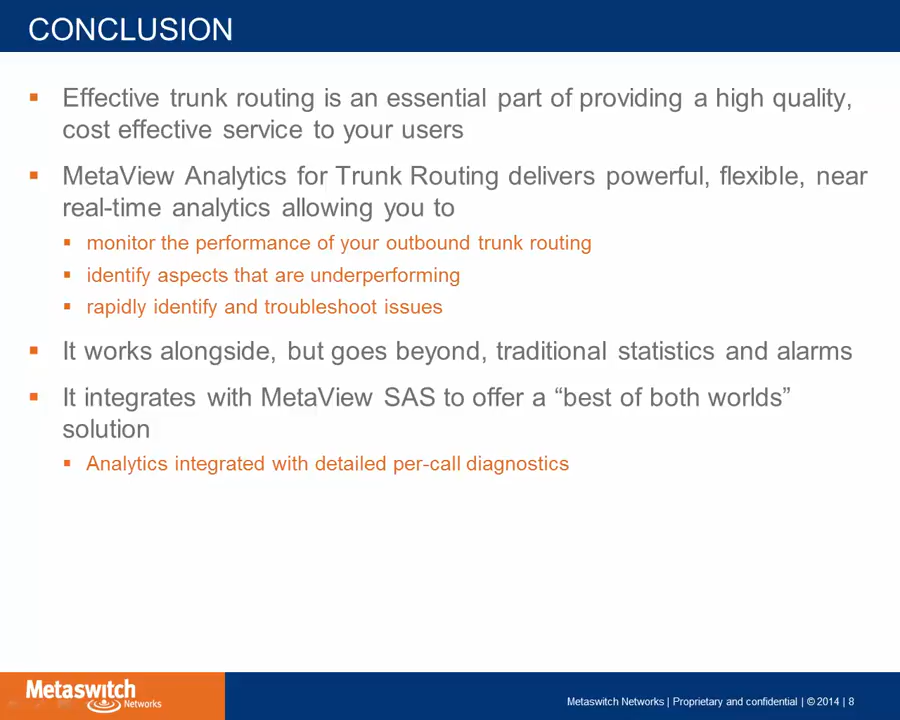 CONCLUSION
▪ Effective trunk routing is an essential part of providing a high quality,
cost effective service to your users
▪ MetaView Analytics for Trunk Routing delivers powerful, flexible, near
real-time analytics allowing you to
▪ monitor the performance of your outbound trunk routing
▪ identify aspects that are underperforming
▪ rapidly identify and troubleshoot issues
▪ It works alongside, but goes beyond, traditional statistics and alarms
▪ It integrates with MetaView SAS to offer a “best of both worlds”
solution
▪ Analytics integrated with detailed per-call diagnostics
Metaswitch
Networks
Metaswitch Networks | Proprietary and confidential | © 2014 | 8